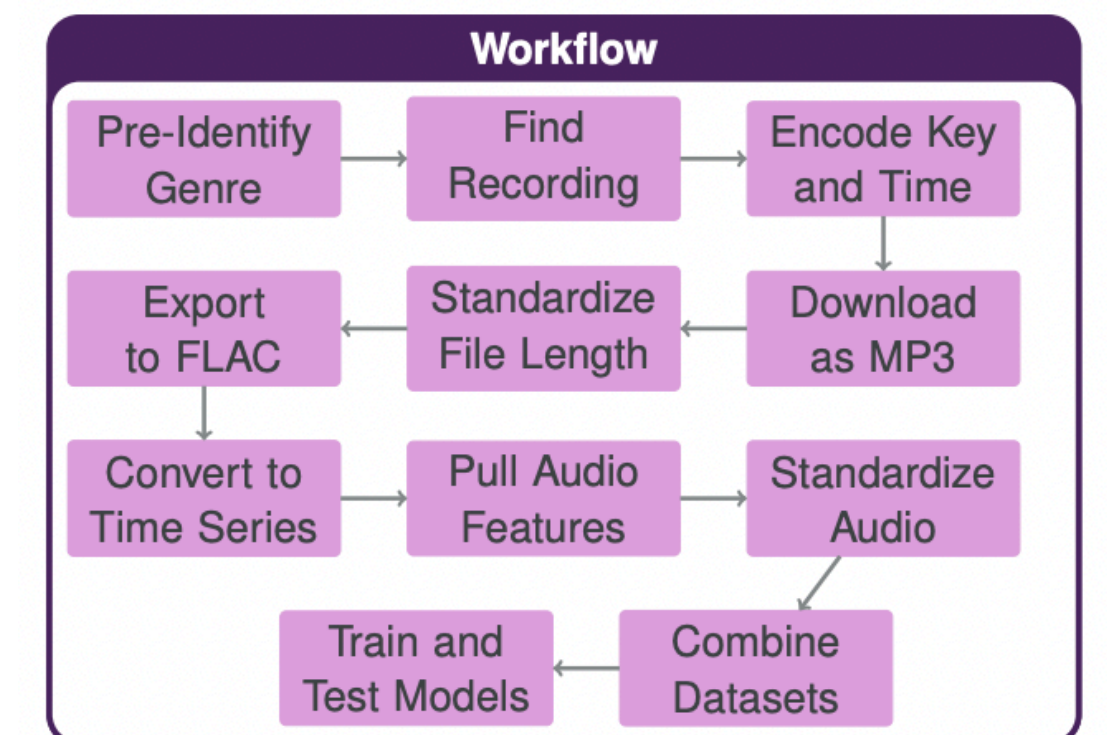 Workflow
Pre-Identify
Genre
Find
Recording
Encode Key
and Time
Download
as MP3
Standardize
File Length
Export
to FLAC
Convert to
Time Series
Pull Audio
Features
Standardize
Audio
Combine
Datasets
Train and
Test Models